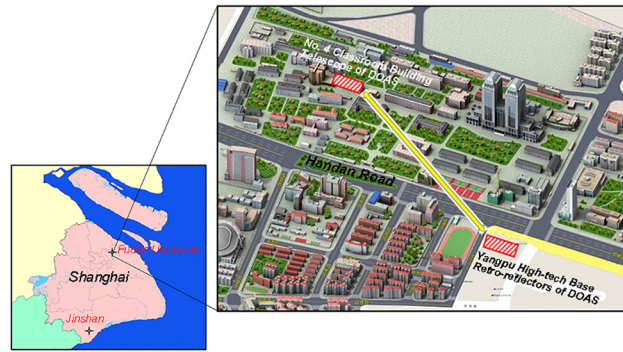 No. 4 Classroom Building
Telescope of DOAS
Handan Road
Fudan University
Shanghai
Jinshan
Yangpu High-tech Base
Retro-reflectors of DOAS